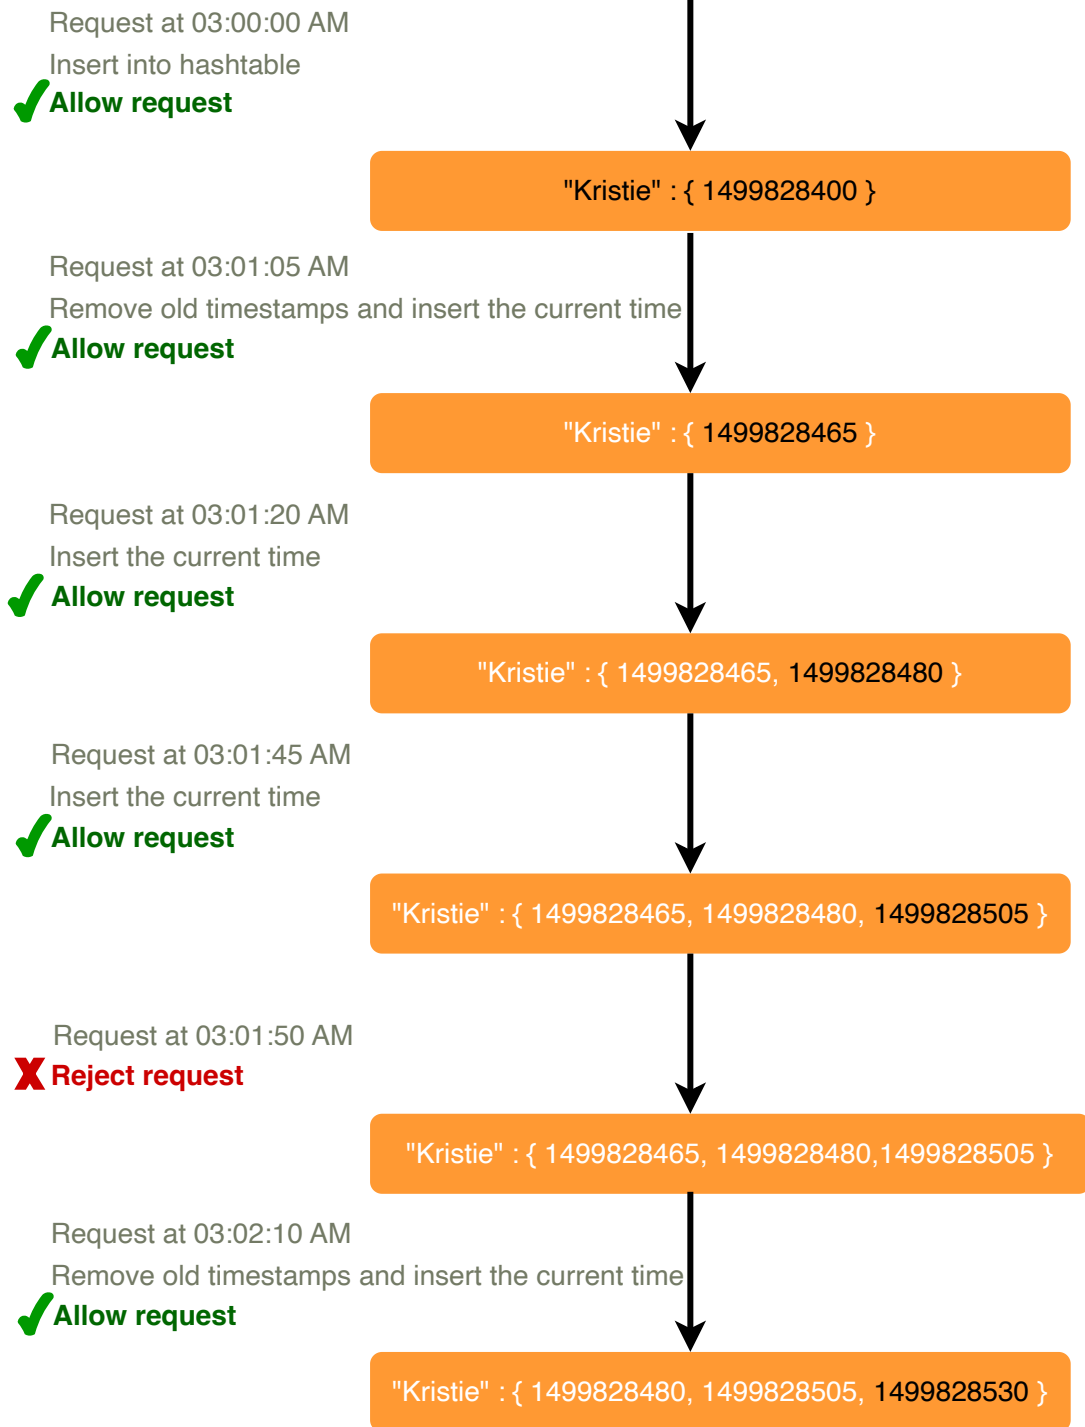 Request at 03:00:00 AM
Insert into hashtable
Allow request
"Kristie" : { 1499828400 }
Request at 03:01:05 AM
Remove old timestamps and insert the current time
Allow request
"Kristie" : { 1499828465 }
Request at 03:01:20 AM
Insert the current time
Allow request
"Kristie" : { 1499828465, 1499828480 }
Request at 03:01:45 AM
Insert the current time
Allow request
"Kristie" : { 1499828465, 1499828480, 1499828505 }
Request at 03:01:50 AM
Reject request
"Kristie" : { 1499828465, 1499828480,1499828505 }
Request at 03:02:10 AM
Remove old timestamps and insert the current time
Allow request
"Kristie" : { 1499828480, 1499828505, 1499828530 }